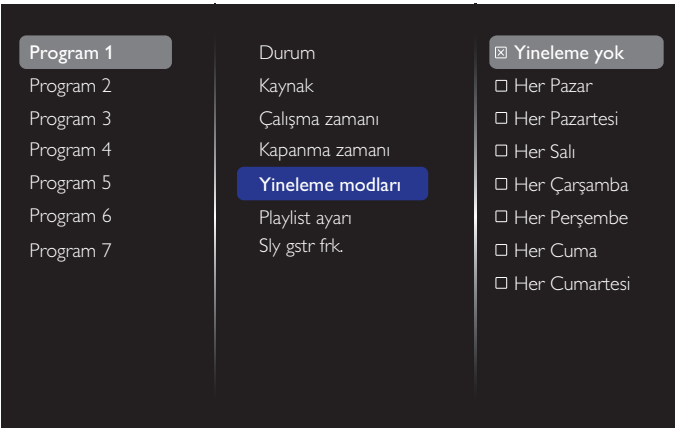 Program 1
Program 2
Program 3
Program 4
Program 5
Program 6
Program 7
Durum
Kaynak
Çalışma zamanı
Kapanma zamanı
Yineleme modları
Playlist ayarı
Sly gstr frk.
Yineleme yok
Her Pazar
Her Pazartesi
Her Salı
Her Çarşamba
Her Perşembe
Her Cuma
Her Cumartesi